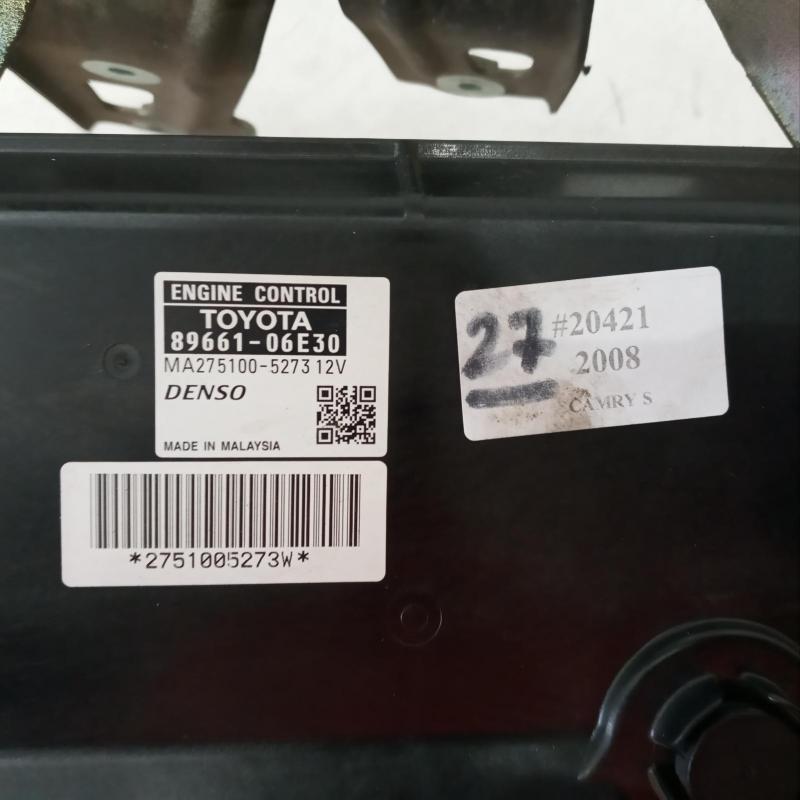 ENGINE CONTROL
TOYOTA
89661-06E30
MA275100-5273 12V
DENSO
MADE IN MALAYSIA
*2751005273W*
27
#20421
2008
CAMRY S